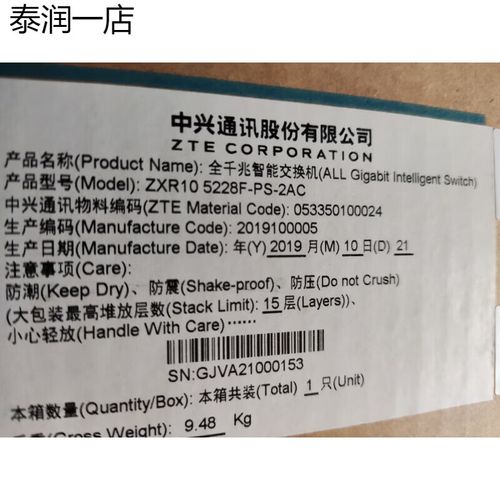 泰润一店
中兴通讯股份有限公司
ZTE CORPORATION
产品名称(Product Name): 全千兆智能交换机(ALL Gigabit Intelligent Switch)
产品型号(Model): ZXR10 5228F-PS-2AC
中兴通讯物料编码(ZTE Material Code): 053350100024
生产编码(Manufacture Code): 2019100005
生产日期(Manufacture Date): 年(Y) 2019 月(M) 10 日(D) 21
注意事项(Care):
防潮(Keep Dry)、防震(Shake-proof)、防压(Do not Crush)
(大包装最高堆放层数(Stack Limit): 15 层(Layers))、
小心轻放(Handle With Care)······
SN:GJVA21000153
本箱数量(Quantity/Box): 本箱共装(Total) 1 只(Unit)
毛重(Gross Weight): 9.48 Kg